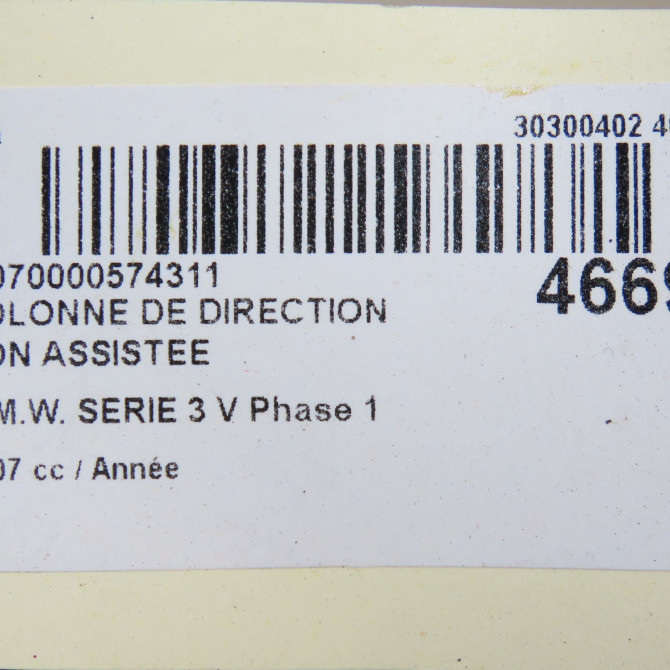 30300402 4
070000574311
4669
OLONNE DE DIRECTION
ON ASSISTEE
M.W. SERIE 3 V Phase 1
07 cc / Année